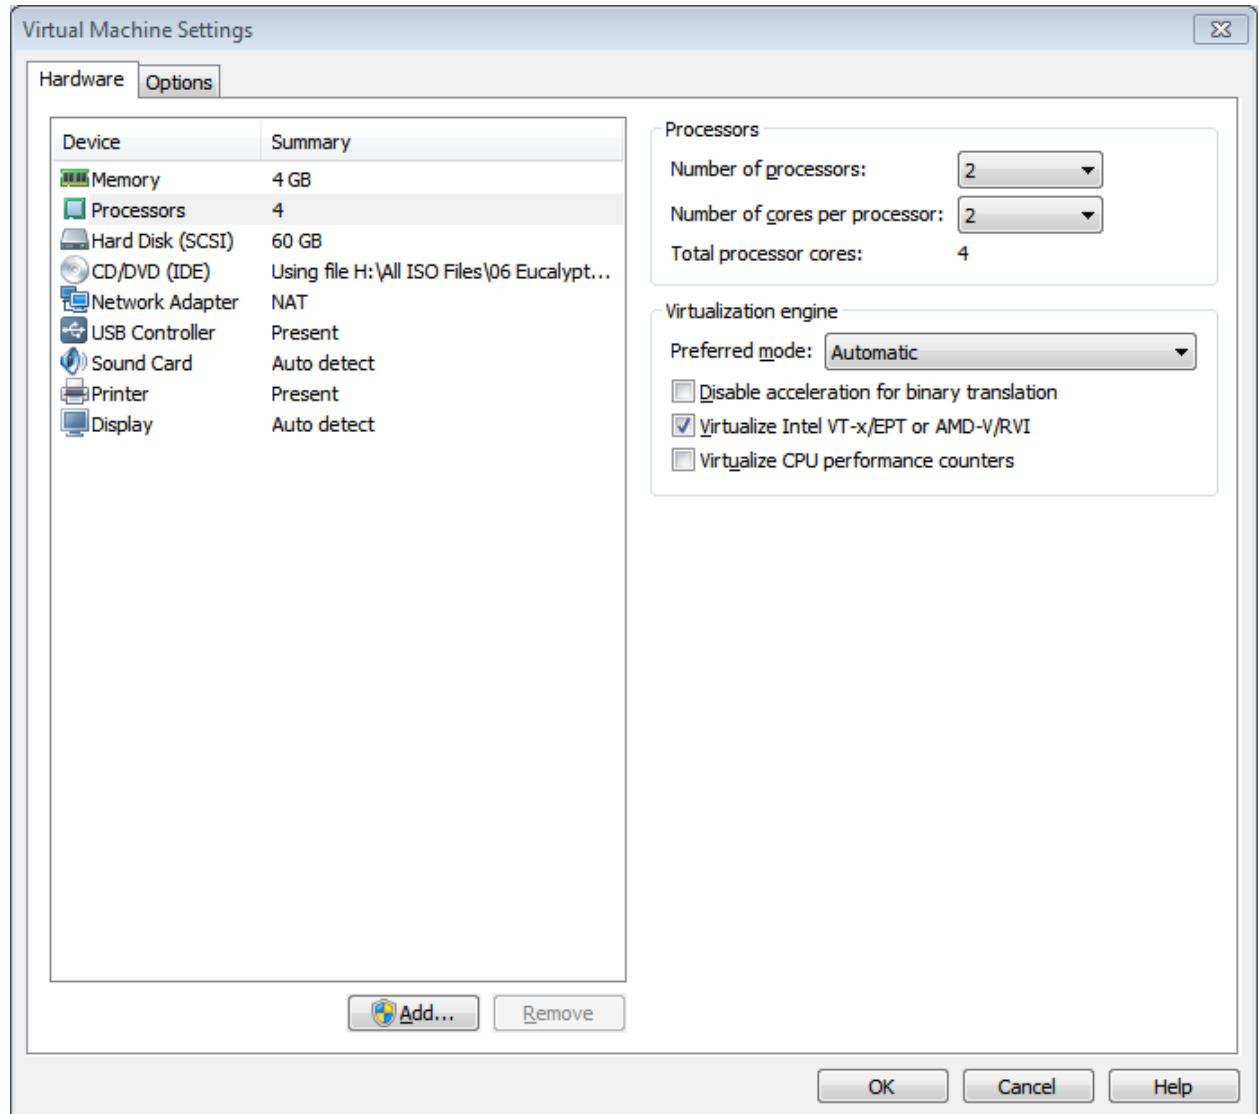 Virtual Machine Settings
Hardware Options
Device Summary
Memory 4 GB
Processors 4
Hard Disk (SCSI) 60 GB
CD/DVD (IDE) Using file H:\All ISO Files\06 Eucalypt...
Network Adapter NAT
USB Controller Present
Sound Card Auto detect
Printer Present
Display Auto detect
Add... Remove
Processors
Number of processors: 2
Number of cores per processor: 2
Total processor cores: 4
Virtualization engine
Preferred mode: Automatic
Disable acceleration for binary translation
Virtualize Intel VT-x/EPT or AMD-V/RVI
Virtualize CPU performance counters
OK Cancel Help